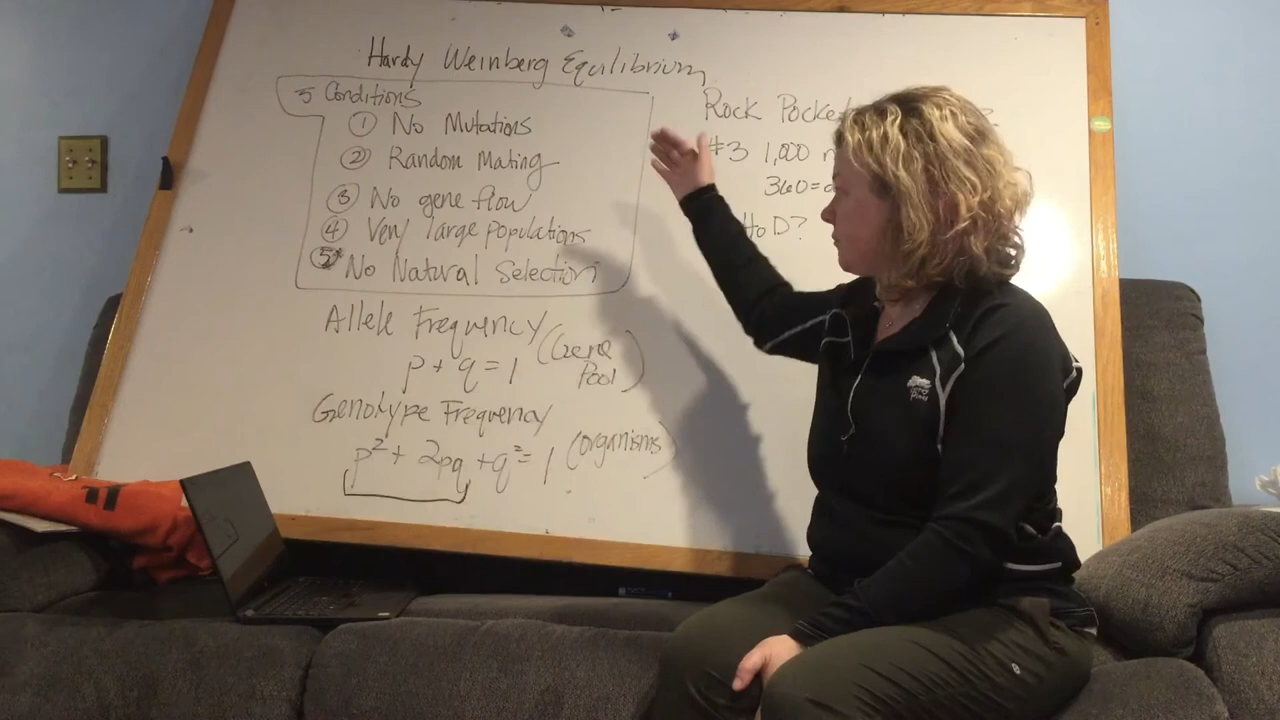 Hardy Weinberg Equilibrium
5 Conditions
① No Mutations
② Random Mating
③ No gene flow
④ Very large populations
⑤* No Natural Selection
Allele Frequency
p + q = 1 (Gene Pool)
Genotype Frequency
p² + 2pq + q² = 1 (organisms)
Rock Pocket
#3 1,000
360=
Ho D?